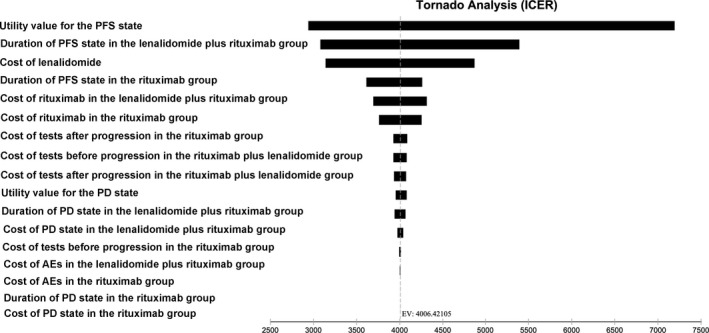 Tornado Analysis (ICER)
Utility value for the PFS state
Duration of PFS state in the lenalidomide plus rituximab group
Cost of lenalidomide
Duration of PFS state in the rituximab group
Cost of rituximab in the lenalidomide plus rituximab group
Cost of rituximab in the rituximab group
Cost of tests after progression in the rituximab group
Cost of tests before progression in the rituximab plus lenalidomide group
Cost of tests after progression in the rituximab plus lenalidomide group
Utility value for the PD state
Duration of PD state in the lenalidomide plus rituximab group
Cost of PD state in the lenalidomide plus rituximab group
Cost of tests before progression in the rituximab group
Cost of AEs in the lenalidomide plus rituximab group
Cost of AEs in the rituximab group
Duration of PD state in the rituximab group
Cost of PD state in the rituximab group
EV: 4006.42105
2500 3000 3500 4000 4500 5000 5500 6000 6500 7000 7500